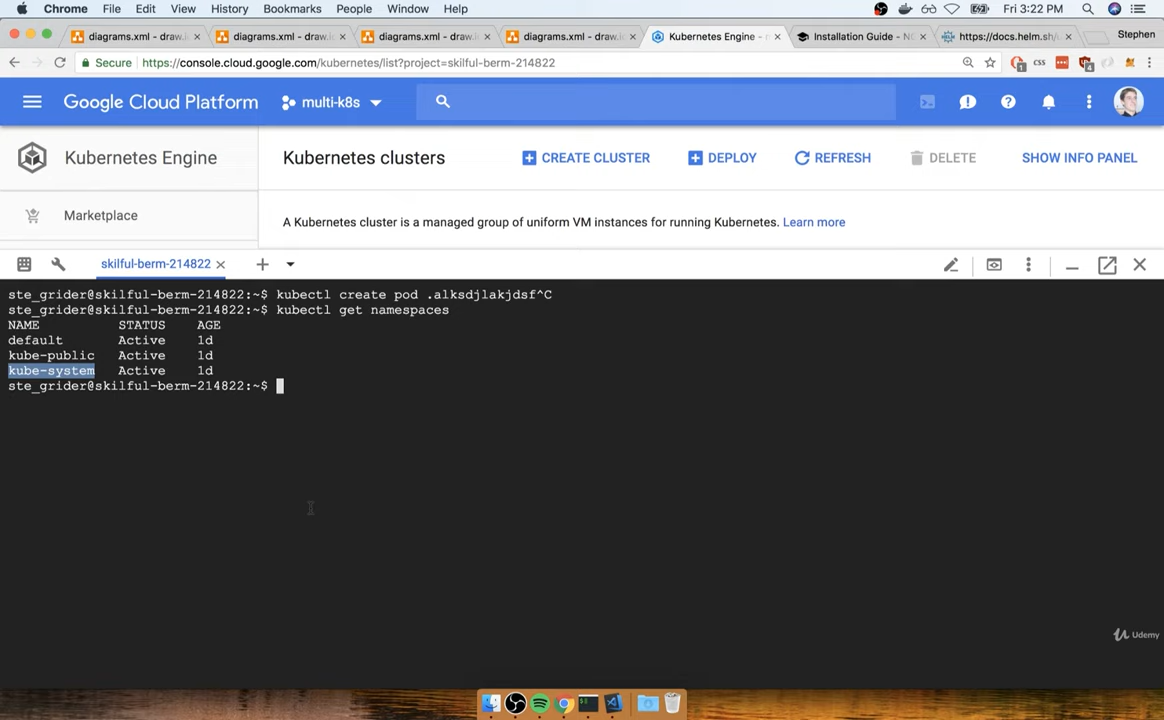 Chrome File Edit View History Bookmarks People Window Help Fri 3:22 PM
diagrams.xml - draw.i diagrams.xml - draw.i diagrams.xml - draw.i diagrams.xml - draw.i Kubernetes Engine - Installation Guide - N https://docs.helm.sh/ Stephen
Secure https://console.cloud.google.com/kubernetes/list?project=skilful-berm-214822 1 css 4
Google Cloud Platform multi-k8s
Kubernetes Engine Kubernetes clusters CREATE CLUSTER DEPLOY REFRESH DELETE SHOW INFO PANEL
Marketplace A Kubernetes cluster is a managed group of uniform VM instances for running Kubernetes. Learn more
skilful-berm-214822
ste_grider@skilful-berm-214822:~$ kubectl create pod .alksdjlakjdsf^C
ste_grider@skilful-berm-214822:~$ kubectl get namespaces
NAME STATUS AGE
default Active 1d
kube-public Active 1d
kube-system Active 1d
ste_grider@skilful-berm-214822:~$
Udemy